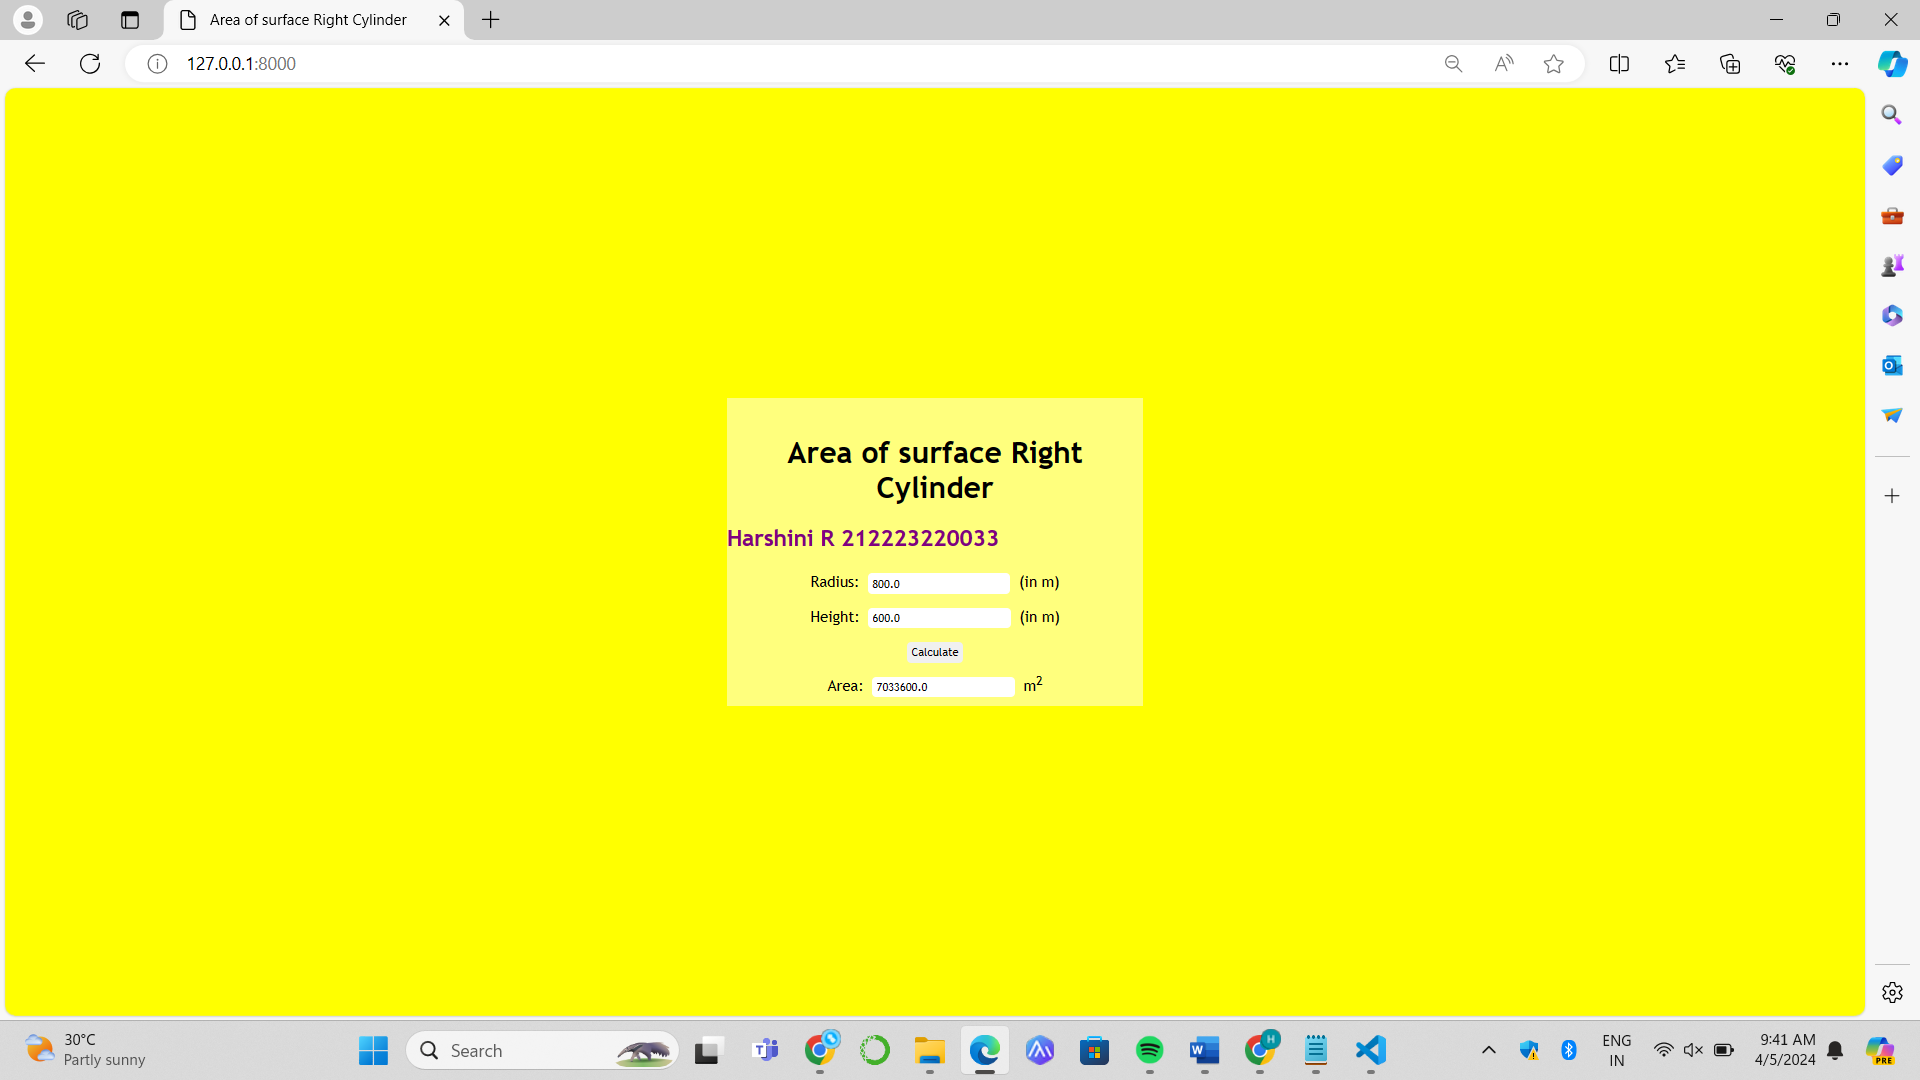 Area of surface Right Cylinder
127.0.0.1:8000
Area of surface Right
Cylinder
Harshini R 212223220033
Radius: 800.0 (in m)
Height: 600.0 (in m)
Calculate
Area: 7033600.0 m²
30°C
Partly sunny
Search
ENG
IN
9:41 AM
4/5/2024
PRE